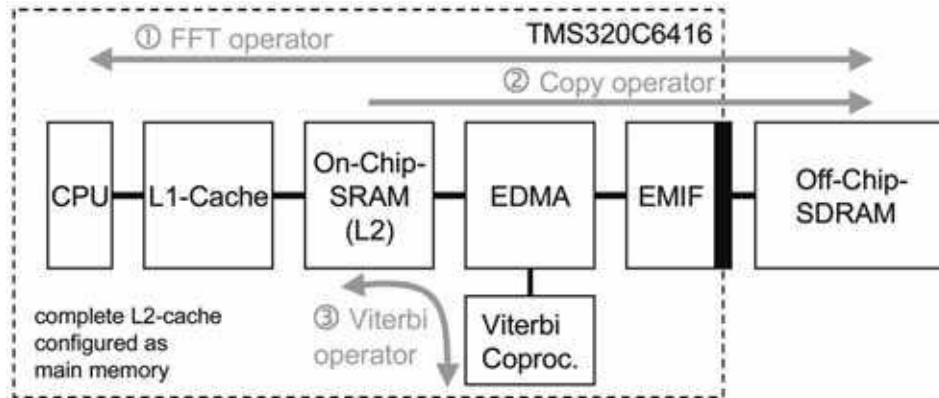 ① FFT operator
TMS320C6416
② Copy operator
CPU
L1-Cache
On-Chip-
SRAM
(L2)
EDMA
EMIF
Off-Chip-
SDRAM
complete L2-cache
configured as
main memory
③ Viterbi
operator
Viterbi
Coproc.